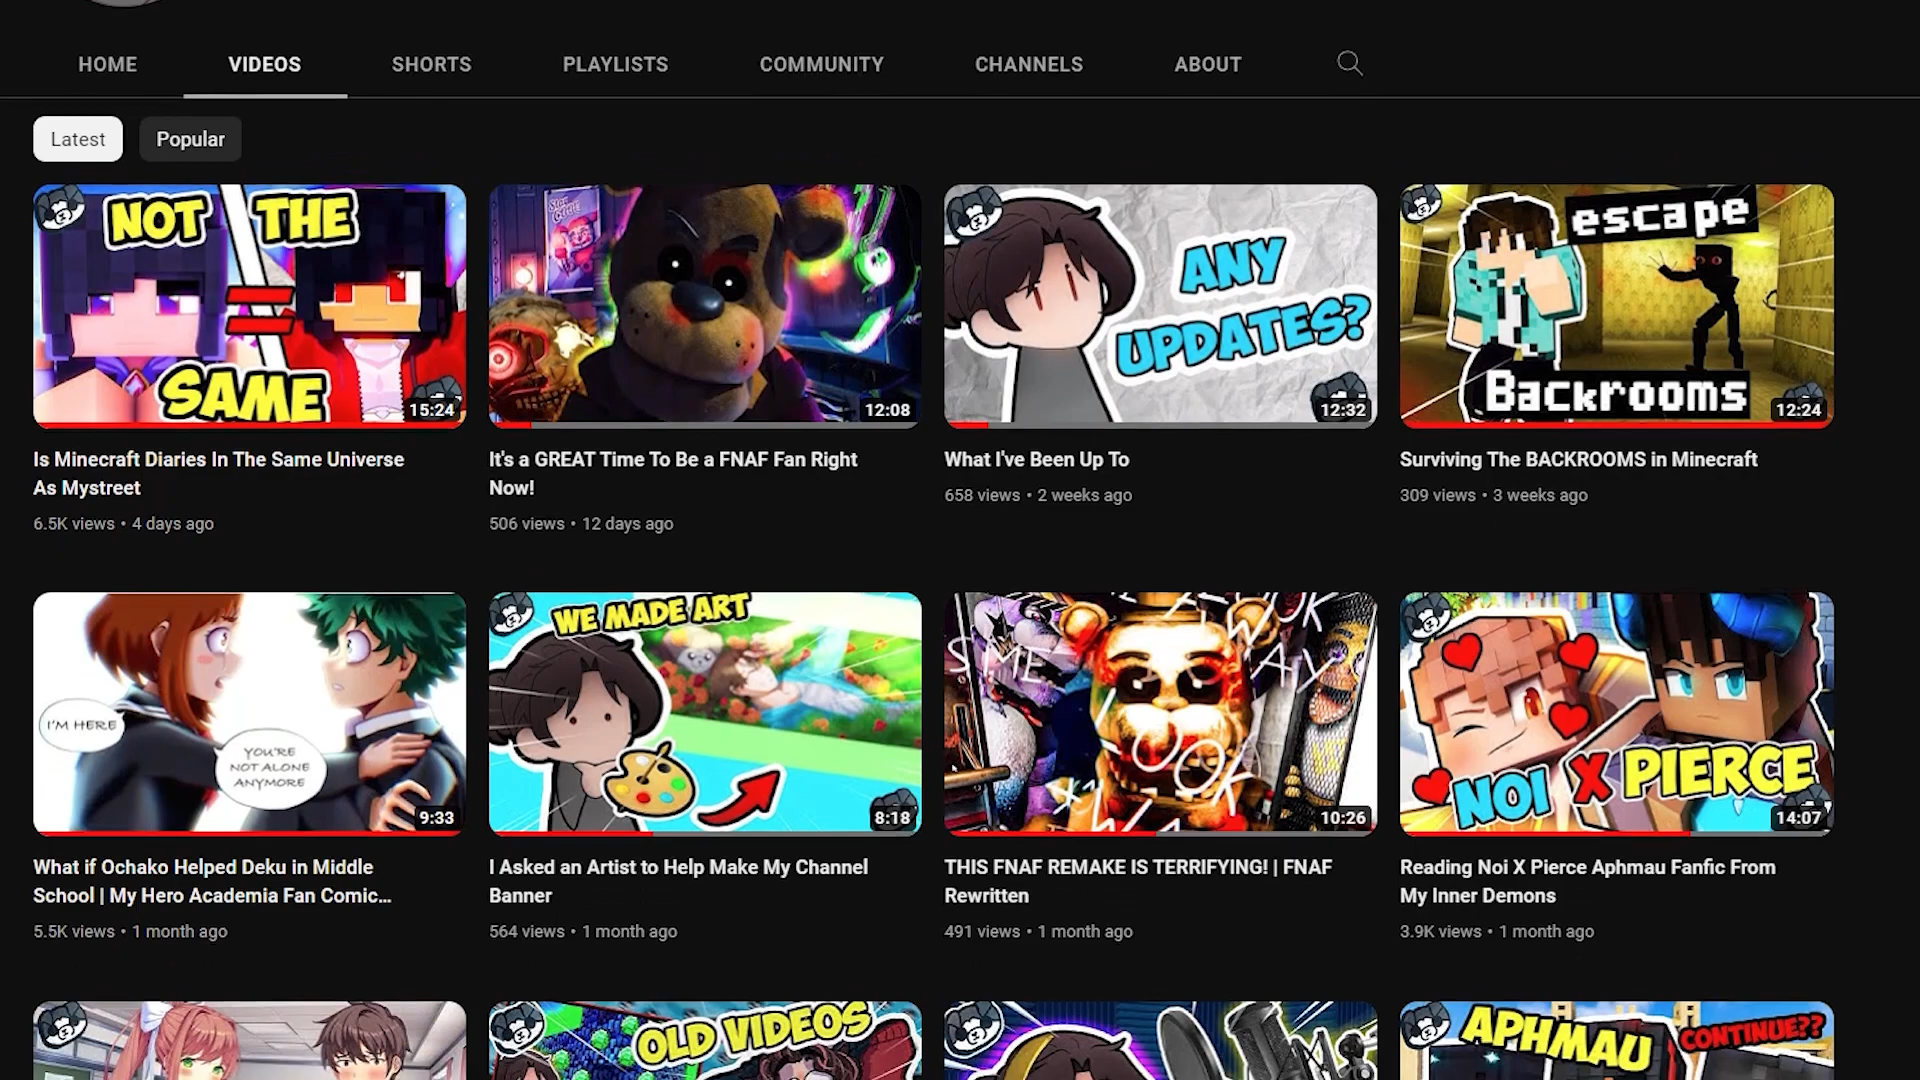 HOME VIDEOS SHORTS PLAYLISTS COMMUNITY CHANNELS ABOUT
Latest Popular
NOT THE
SAME
15:24
12:08
ANY
UPDATES?
12:32
escape
Backrooms
12:24
Is Minecraft Diaries In The Same Universe
As Mystreet
6.5K views • 4 days ago
It's a GREAT Time To Be a FNAF Fan Right
Now!
506 views • 12 days ago
What I've Been Up To
658 views • 2 weeks ago
Surviving The BACKROOMS in Minecraft
309 views • 3 weeks ago
I'M HERE
YOU'RE
NOT ALONE
ANYMORE
9:33
WE MADE ART
8:18
10:26
NOI X PIERCE
14:07
What if Ochako Helped Deku in Middle
School | My Hero Academia Fan Comic...
5.5K views • 1 month ago
I Asked an Artist to Help Make My Channel
Banner
564 views • 1 month ago
THIS FNAF REMAKE IS TERRIFYING! | FNAF
Rewritten
491 views • 1 month ago
Reading Noi X Pierce Aphmau Fanfic From
My Inner Demons
3.9K views • 1 month ago
OLD VIDEOS
APHMAU
CONTINUE??